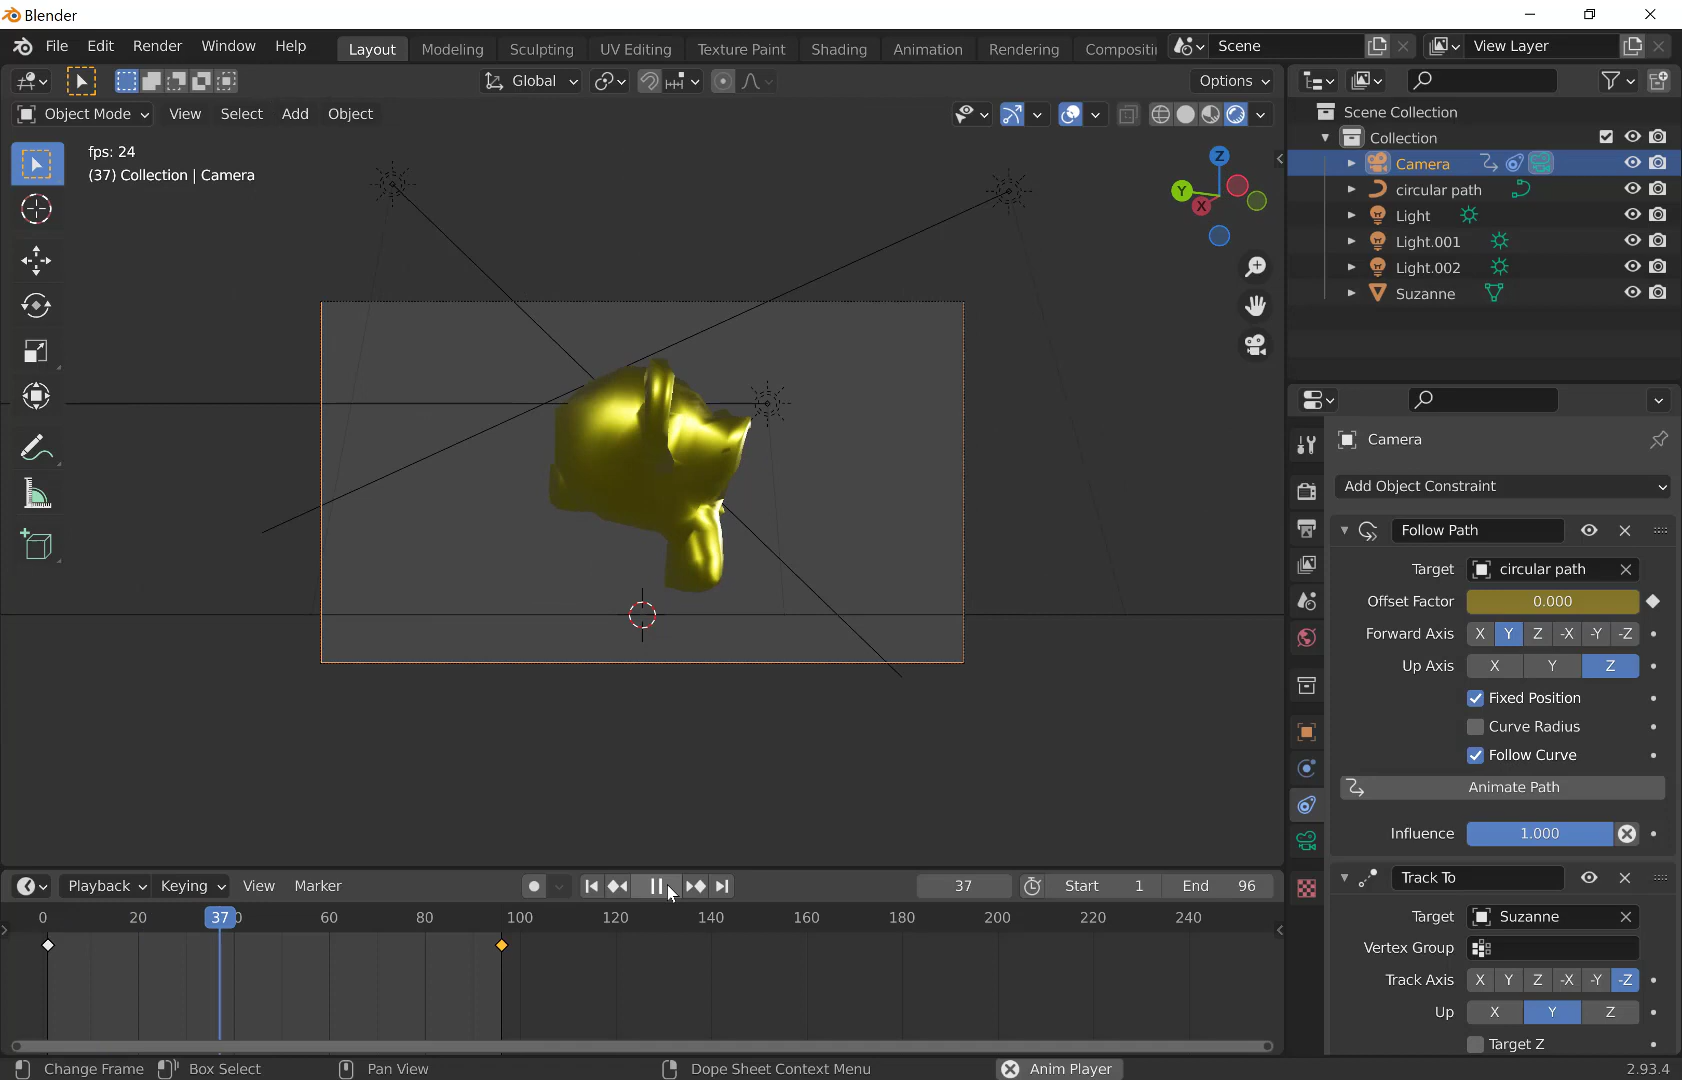 Blender
File Edit Render Window Help Layout Modeling Sculpting UV Editing Texture Paint Shading Animation Rendering Compositi Scene View Layer
Global Options
Object Mode View Select Add Object
fps: 24
(37) Collection | Camera
Z
Y
X
Scene Collection
Collection
Camera
circular path
Light
Light.001
Light.002
Suzanne
Camera
Add Object Constraint
Follow Path
Target circular path
Offset Factor 0.000
Forward Axis X Y Z -X -Y -Z
Up Axis X Y Z
Fixed Position
Curve Radius
Follow Curve
Animate Path
Influence 1.000
Track To
Target Suzanne
Vertex Group
Track Axis X Y Z -X -Y -Z
Up X Y Z
Target Z
Playback Keying View Marker 37 Start 1 End 96
0 20 37 60 80 100 120 140 160 180 200 220 240
Change Frame Box Select Pan View Dope Sheet Context Menu Anim Player 2.93.4